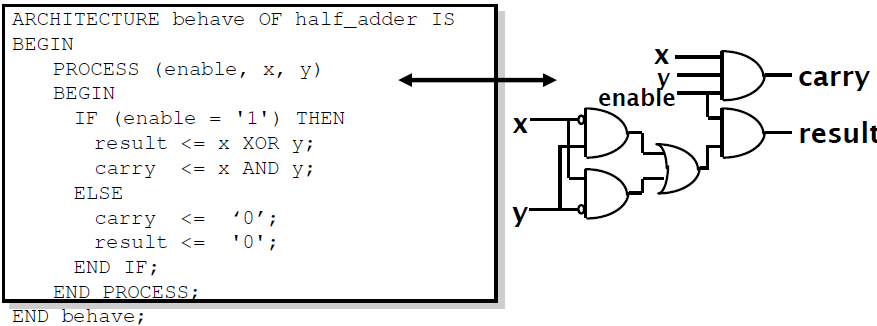 ARCHITECTURE behave OF half_adder IS
BEGIN
PROCESS (enable, x, y)
BEGIN
IF (enable = '1') THEN
result <= x XOR y;
carry <= x AND y;
ELSE
carry <= ‘0’;
result <= '0';
END IF;
END PROCESS;
END behave;
x
y
enable
carry
x
result
y